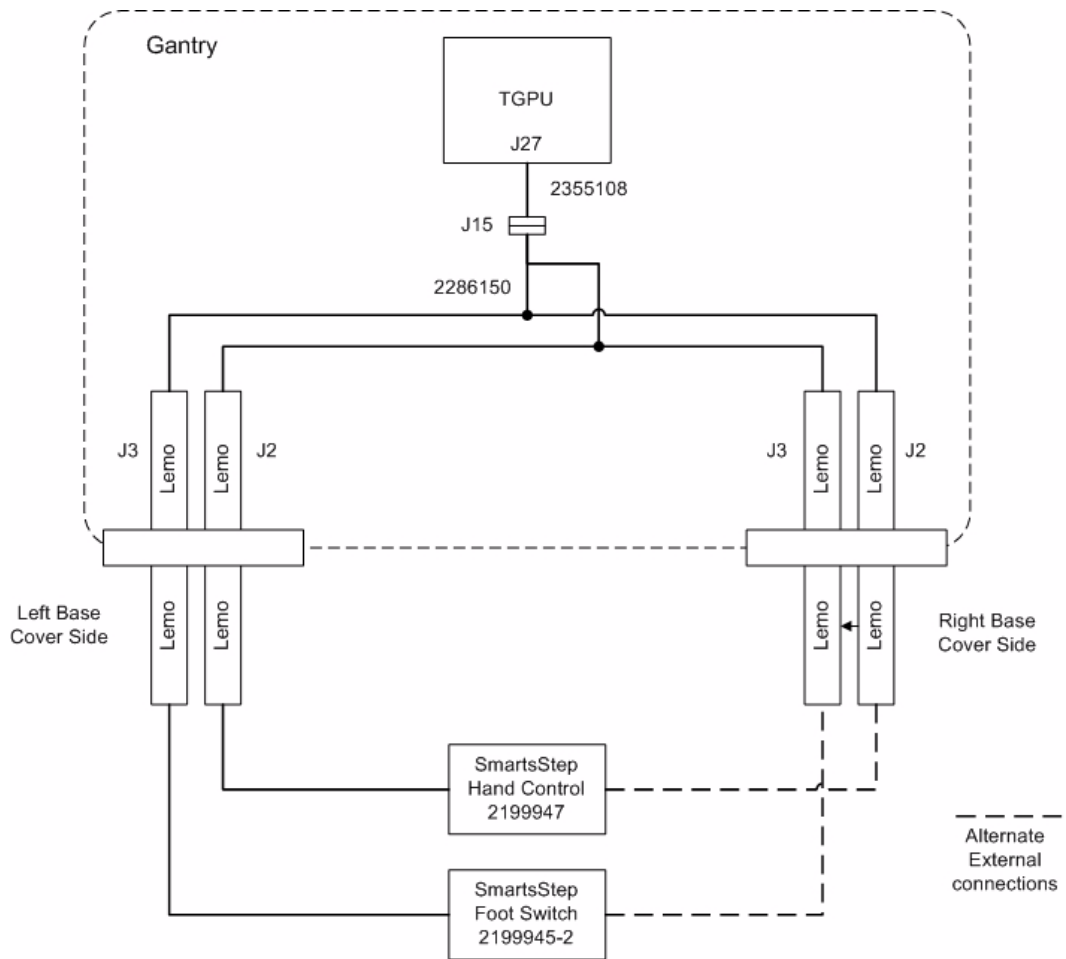 Gantry
TGPU
J27
2355108
J15
2286150
J3
Lemo
Lemo
J2
J3
Lemo
Lemo
J2
Left Base
Cover Side
Lemo
Lemo
Lemo
Lemo
Right Base
Cover Side
SmartsStep
Hand Control
2199947
Alternate
External
connections
SmartsStep
Foot Switch
2199945-2